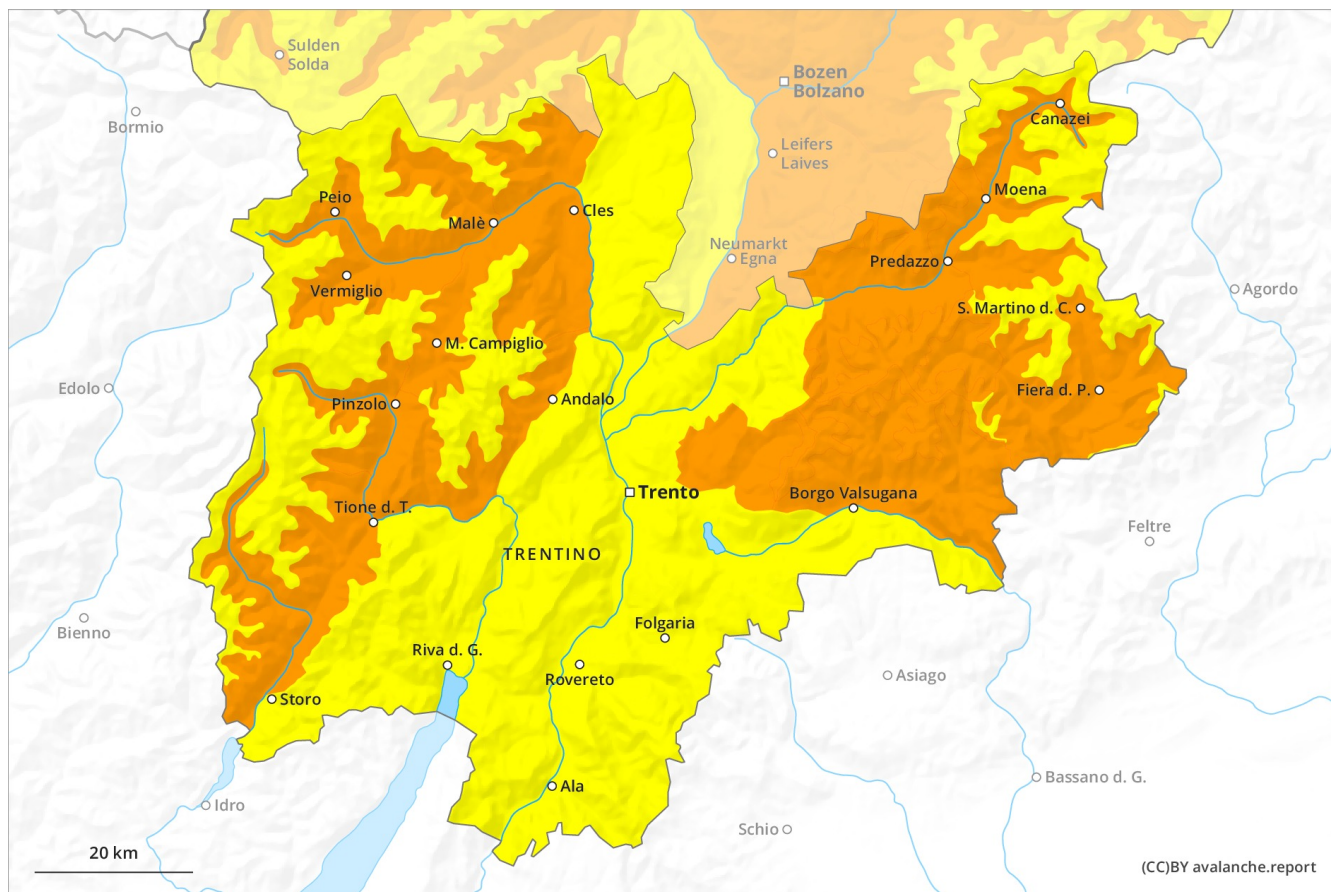 Sulden
Solda
Bozen
Bolzano
Bormio
Canazei
Leifers
Laives
Peio
Moena
Malè
Cles
Neumarkt
Egna
Predazzo
Vermiglio
Agordo
S. Martino d. C.
M. Campiglio
Edolo
Fiera d. P.
Pinzolo
Andalo
Trento
Borgo Valsugana
Tione d. T.
Feltre
TRENTINO
Bienno
Folgaria
Riva d. G.
Asiago
Rovereto
Storo
Bassano d. G.
Ala
Idro
Schio
20 km
(CC)BY avalanche.report